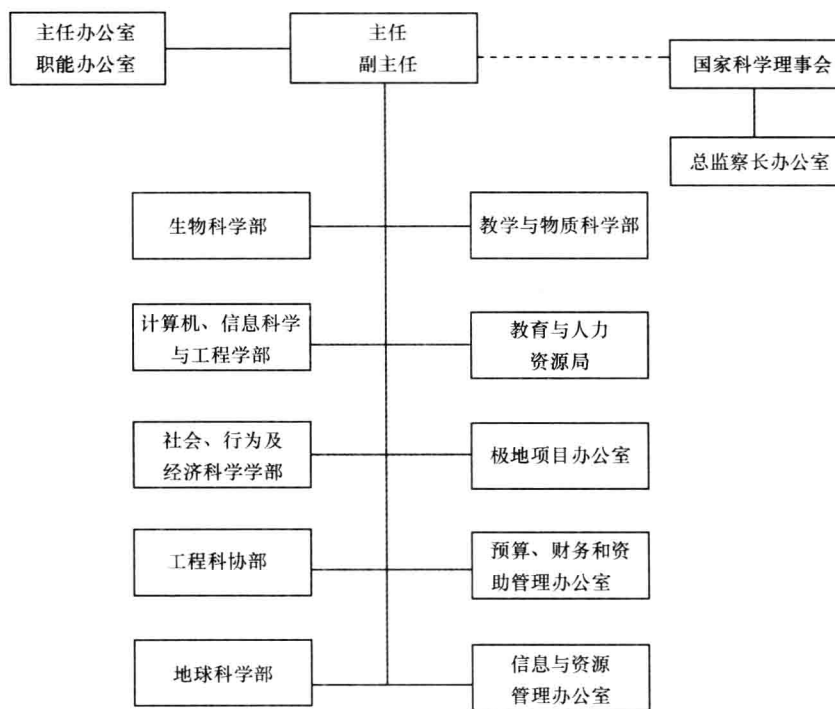 主任办公室
职能办公室
主任
副主任
国家科学理事会
总监察长办公室
生物科学部
教学与物质科学部
计算机、信息科学
与工程学部
教育与人力
资源局
社会、行为及
经济科学学部
极地项目办公室
工程科协部
预算、财务和资
助管理办公室
地球科学部
信息与资源
管理办公室